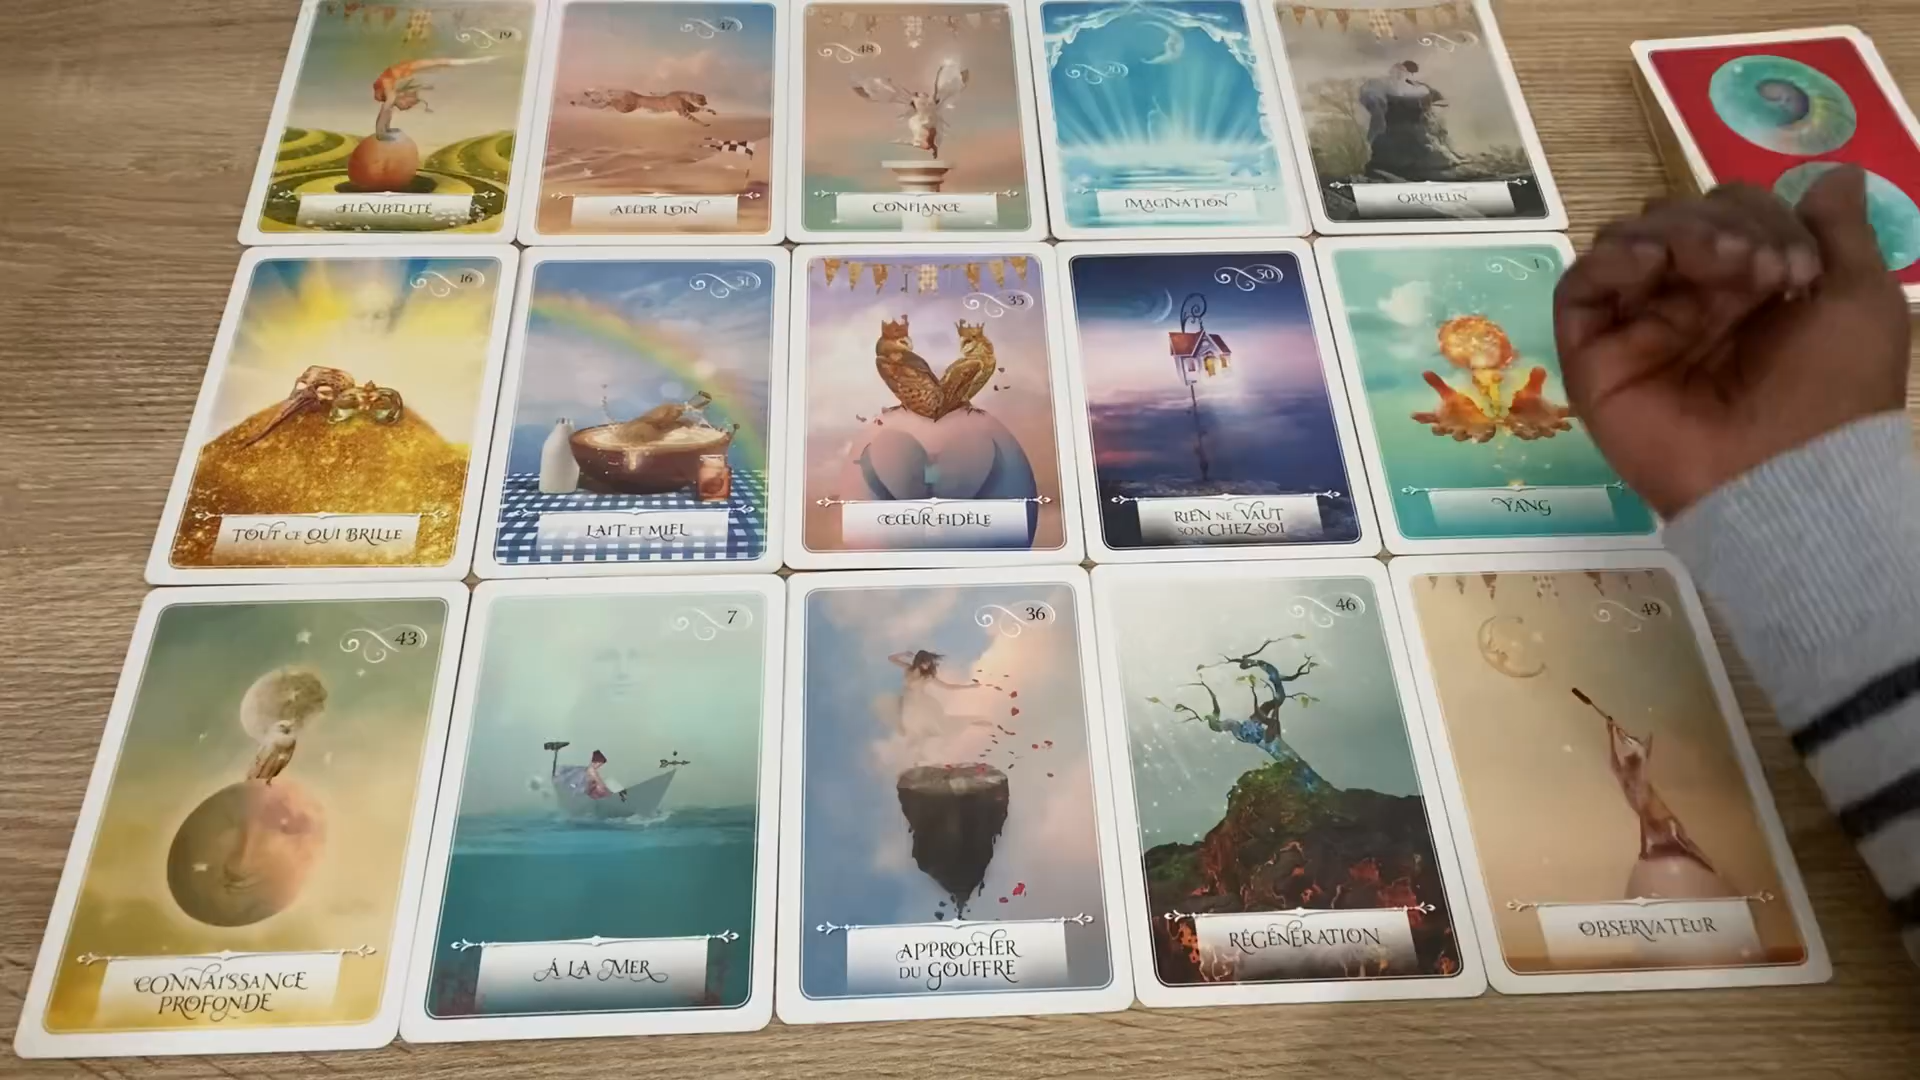 19
FLEXIBILITÉ
47
ALLER LOIN
48
CONFIANCE
IMAGINATION
ORPHELIN
16
TOUT CE QUI BRILLE
51
LAIT ET MIEL
35
CŒUR FIDÈLE
50
RIEN NE VAUT
SON CHEZ SOI
1
YANG
43
CONNAISSANCE
PROFONDE
7
À LA MER
36
APPROCHER
DU GOUFFRE
46
RÉGÉNÉRATION
49
OBSERVATEUR